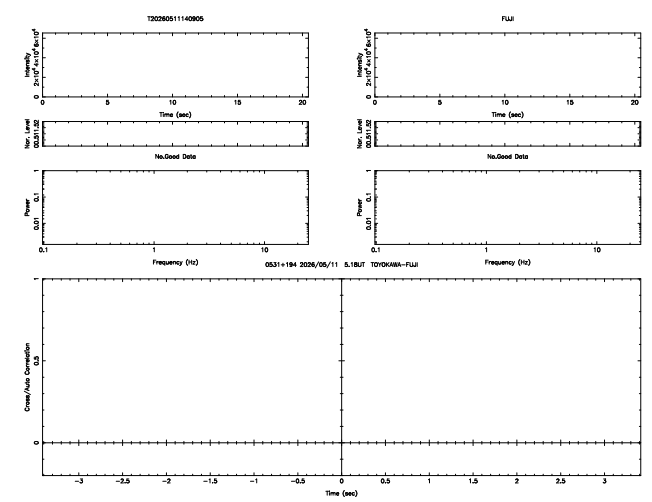 T20260511140905 FUJI
Intensity 0 2×10⁴ 4×10⁴ 6×10⁴
0 5 10 15 20
Time (sec)
Intensity 0 2×10⁴ 4×10⁴ 6×10⁴
0 5 10 15 20
Time (sec)
Nor. Level 00.511.52
Nor. Level 00.511.52
No.Good Data
No.Good Data
Power 0.01 0.1 1
0.1 1 10
Frequency (Hz)
Power 0.01 0.1 1
0.1 1 10
Frequency (Hz)
0531+194 2026/05/11 5.18UT TOYOKAWA-FUJI
Cross/Auto Correlation 0 0.5 1
-3 -2.5 -2 -1.5 -1 -0.5 0 0.5 1 1.5 2 2.5 3
Time (sec)